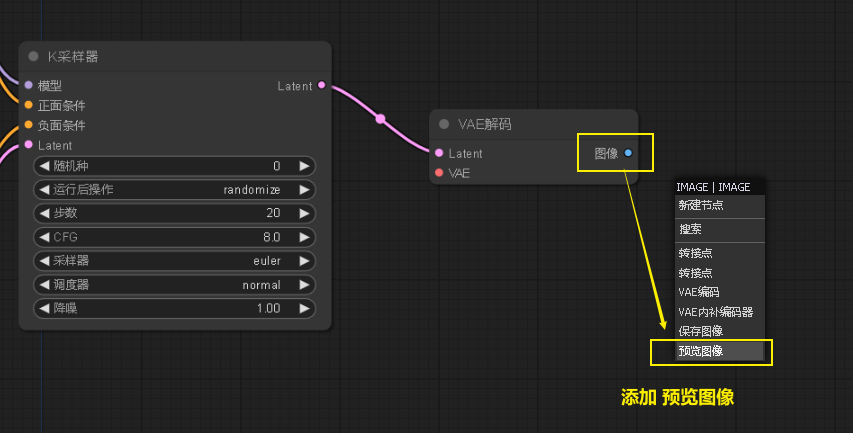 K采样器
模型
Latent
正面条件
负面条件
Latent
随机种 0
运行后操作 randomize
步数 20
CFG 8.0
采样器 euler
调度器 normal
降噪 1.00
VAE解码
Latent
图像
VAE
IMAGE | IMAGE
新建节点
搜索
转接点
转接点
VAE编码
VAE内补编码器
保存图像
预览图像
添加 预览图像